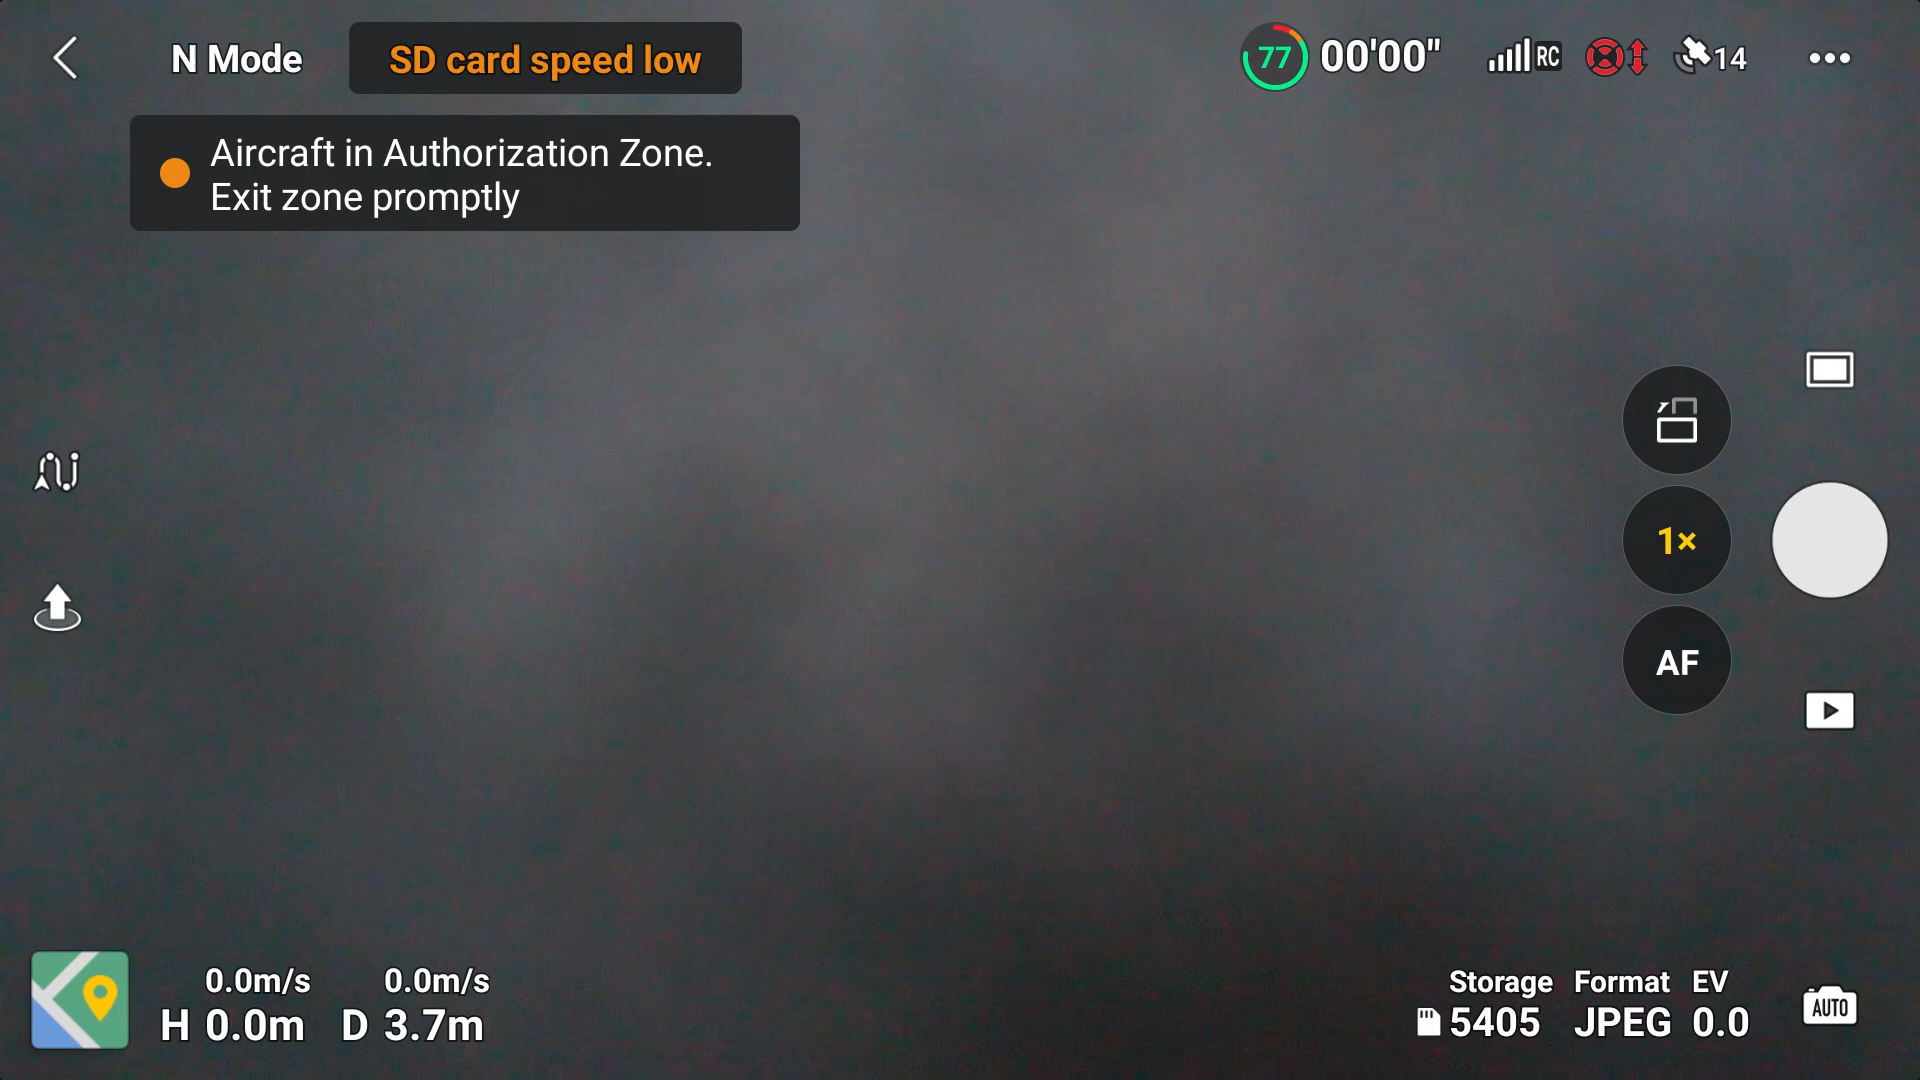 N Mode
SD card speed low
77
00'00"
RC
14
Aircraft in Authorization Zone.
Exit zone promptly
1×
AF
0.0m/s 0.0m/s
H 0.0m D 3.7m
Storage Format EV
5405 JPEG 0.0
AUTO